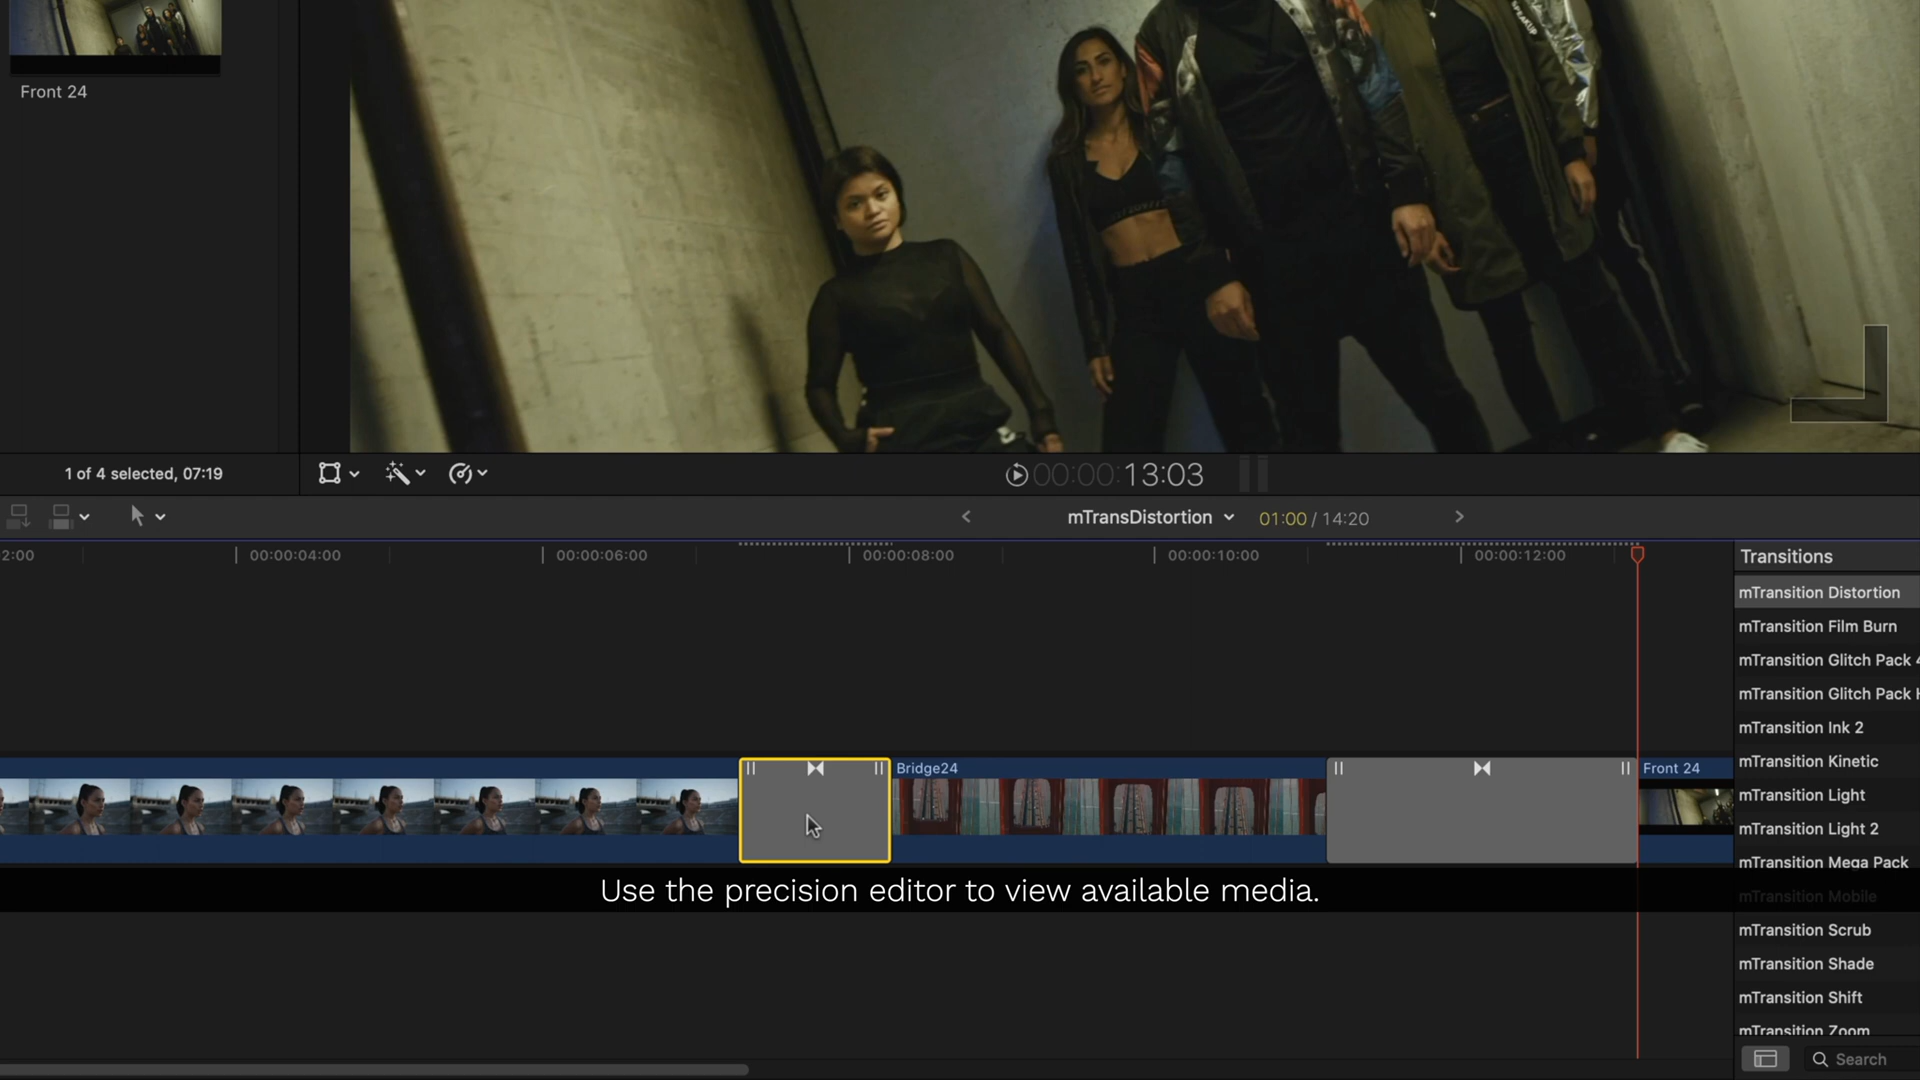 SPEAKUP
Front 24
1 of 4 selected, 07:19
00:00:13:03
mTransDistortion
01:00 / 14:20
2:00
00:00:04:00
00:00:06:00
00:00:08:00
00:00:10:00
00:00:12:00
Transitions
mTransition Distortion
mTransition Film Burn
mTransition Glitch Pack 4
mTransition Glitch Pack
mTransition Ink 2
mTransition Kinetic
mTransition Light
mTransition Light 2
mTransition Mega Pack
mTransition Mobile
mTransition Scrub
mTransition Shade
mTransition Shift
mTransition Zoom
Bridge24
Front 24
Use the precision editor to view available media.
Search